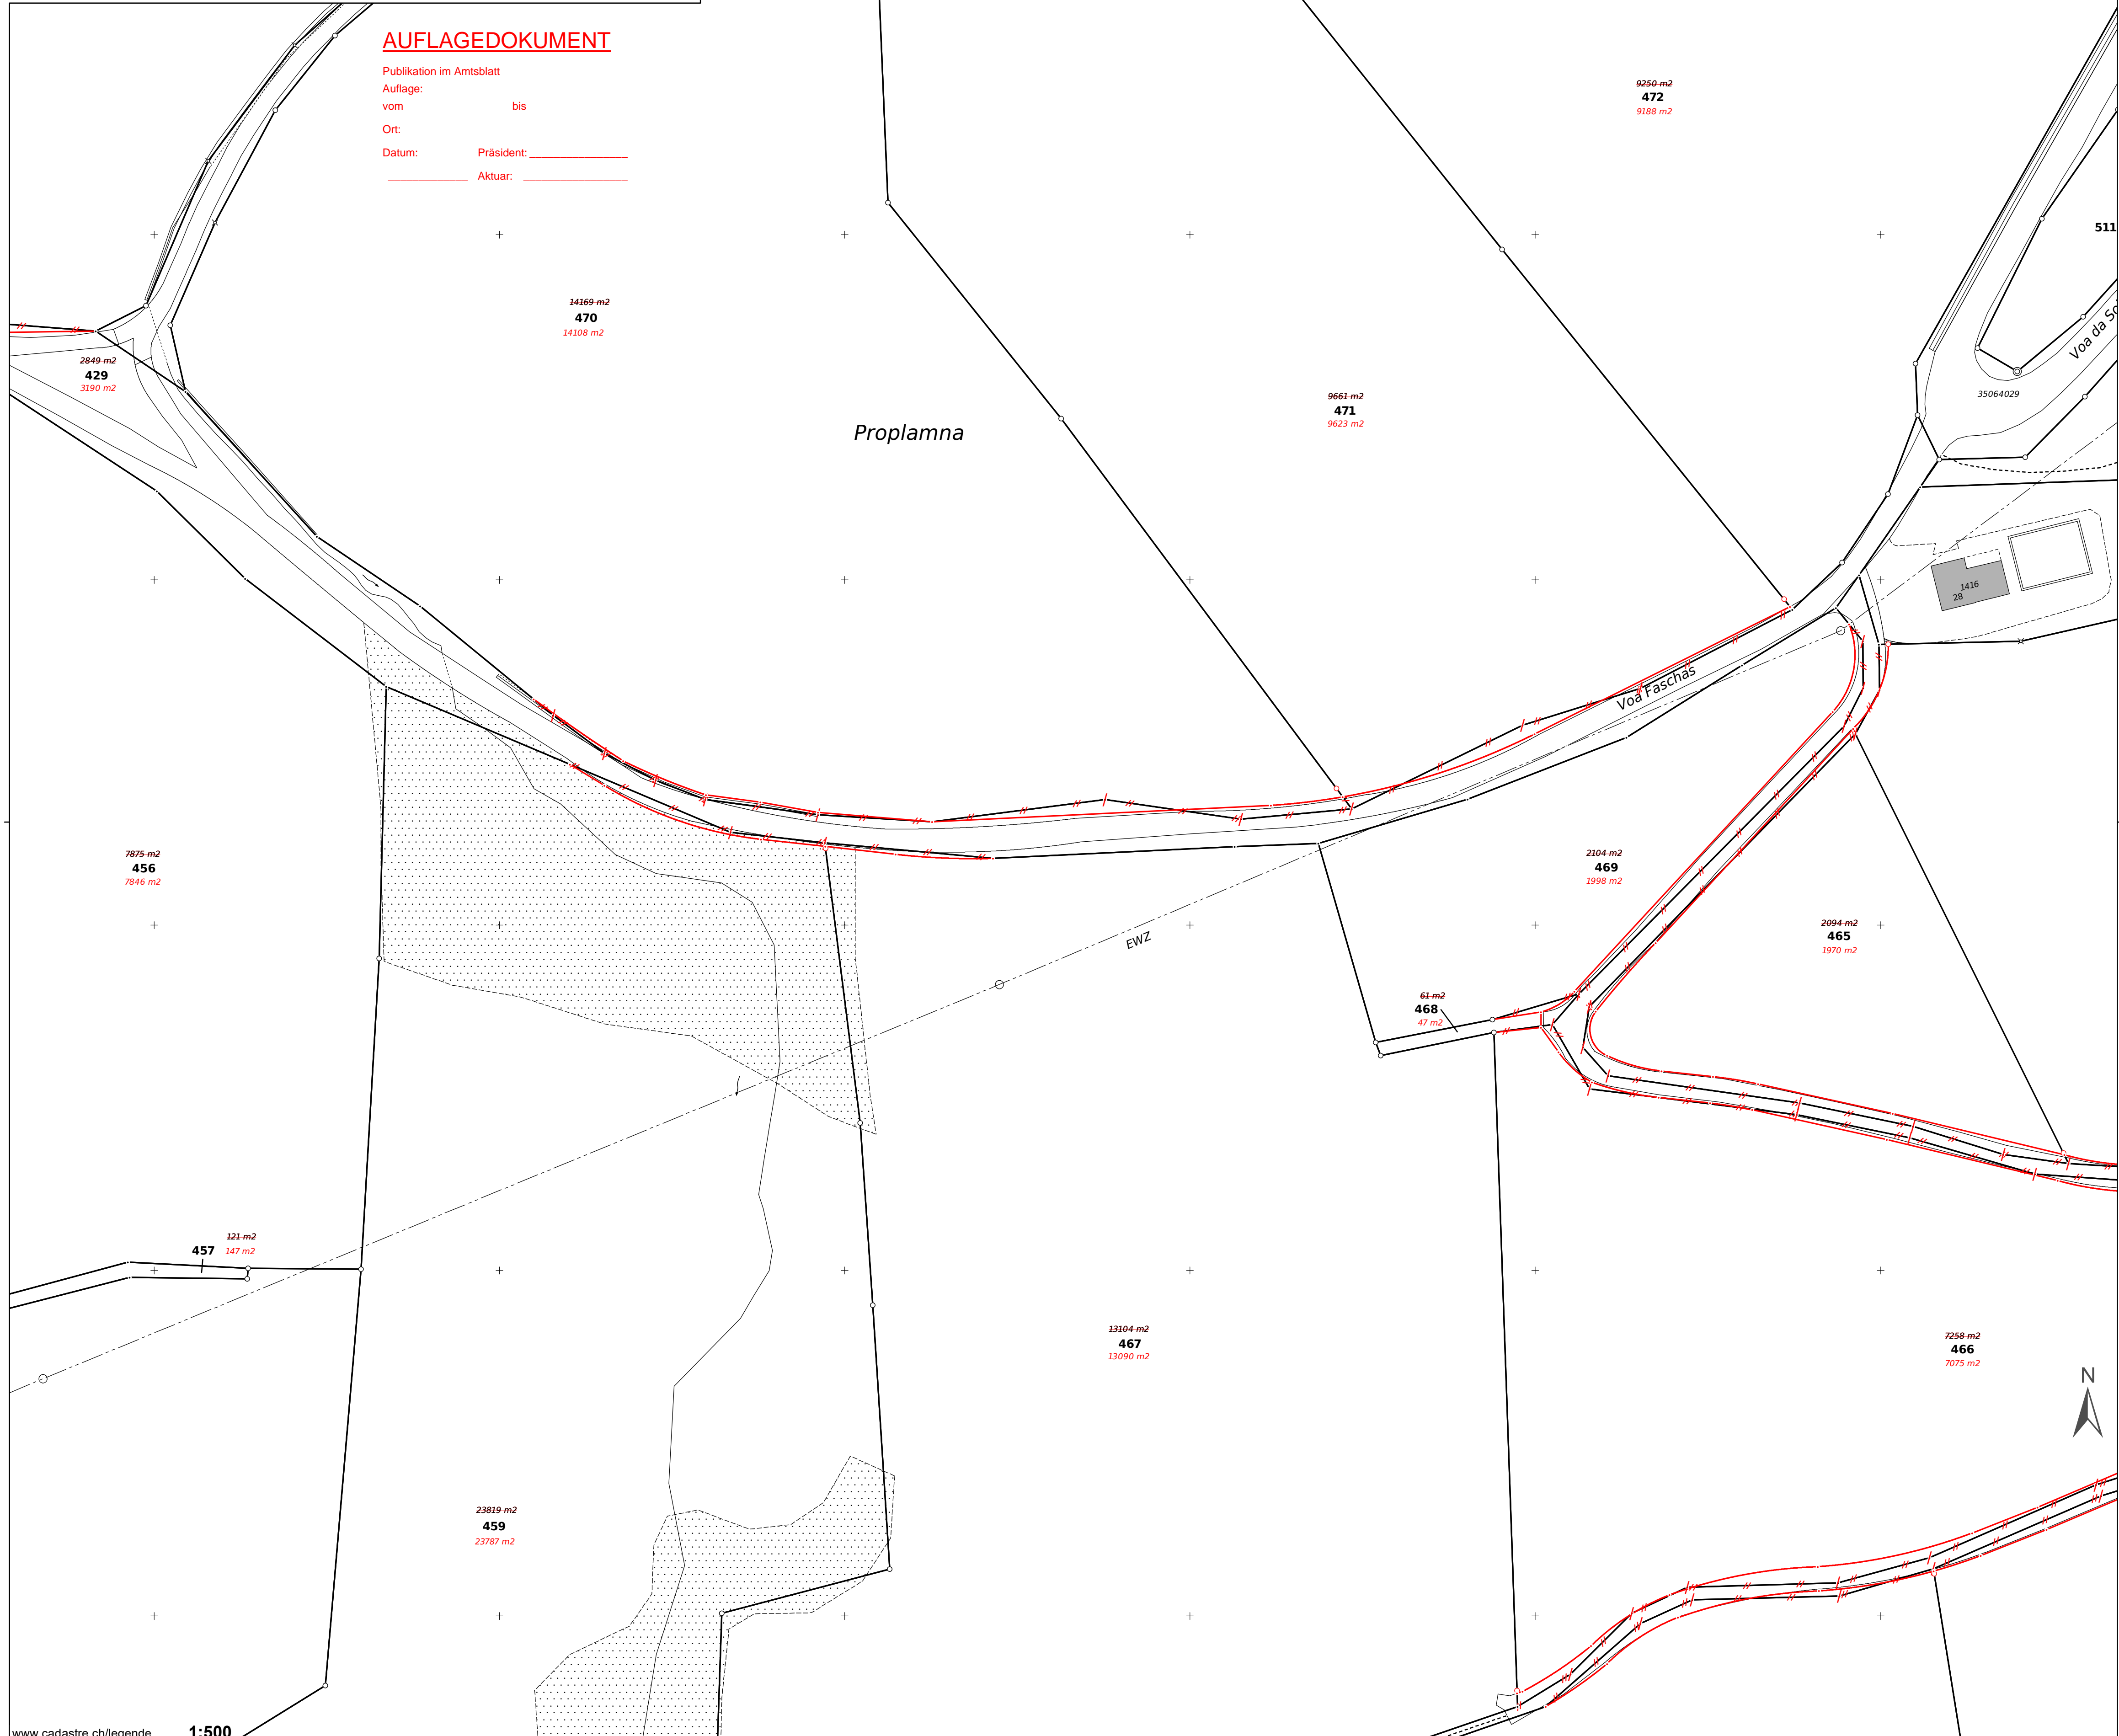 AUFLAGEDOKUMENT
Publikation im Amtsblatt
Auflage:
vom bis
Ort:
Datum: Präsident:
Aktuar:
9250 m2
472
9188 m2
511
Voa da So
35064029
14169 m2
470
14108 m2
2849 m2
429
3190 m2
9661 m2
471
9623 m2
Proplamna
1416
28
Voa Faschas
7875 m2
456
7846 m2
2104 m2
469
1998 m2
2094 m2
465
1970 m2
EWZ
61 m2
468
47 m2
121 m2
457 147 m2
13104 m2
467
13090 m2
7258 m2
466
7075 m2
N
23819 m2
459
23787 m2
www.cadastre.ch/legende 1:500